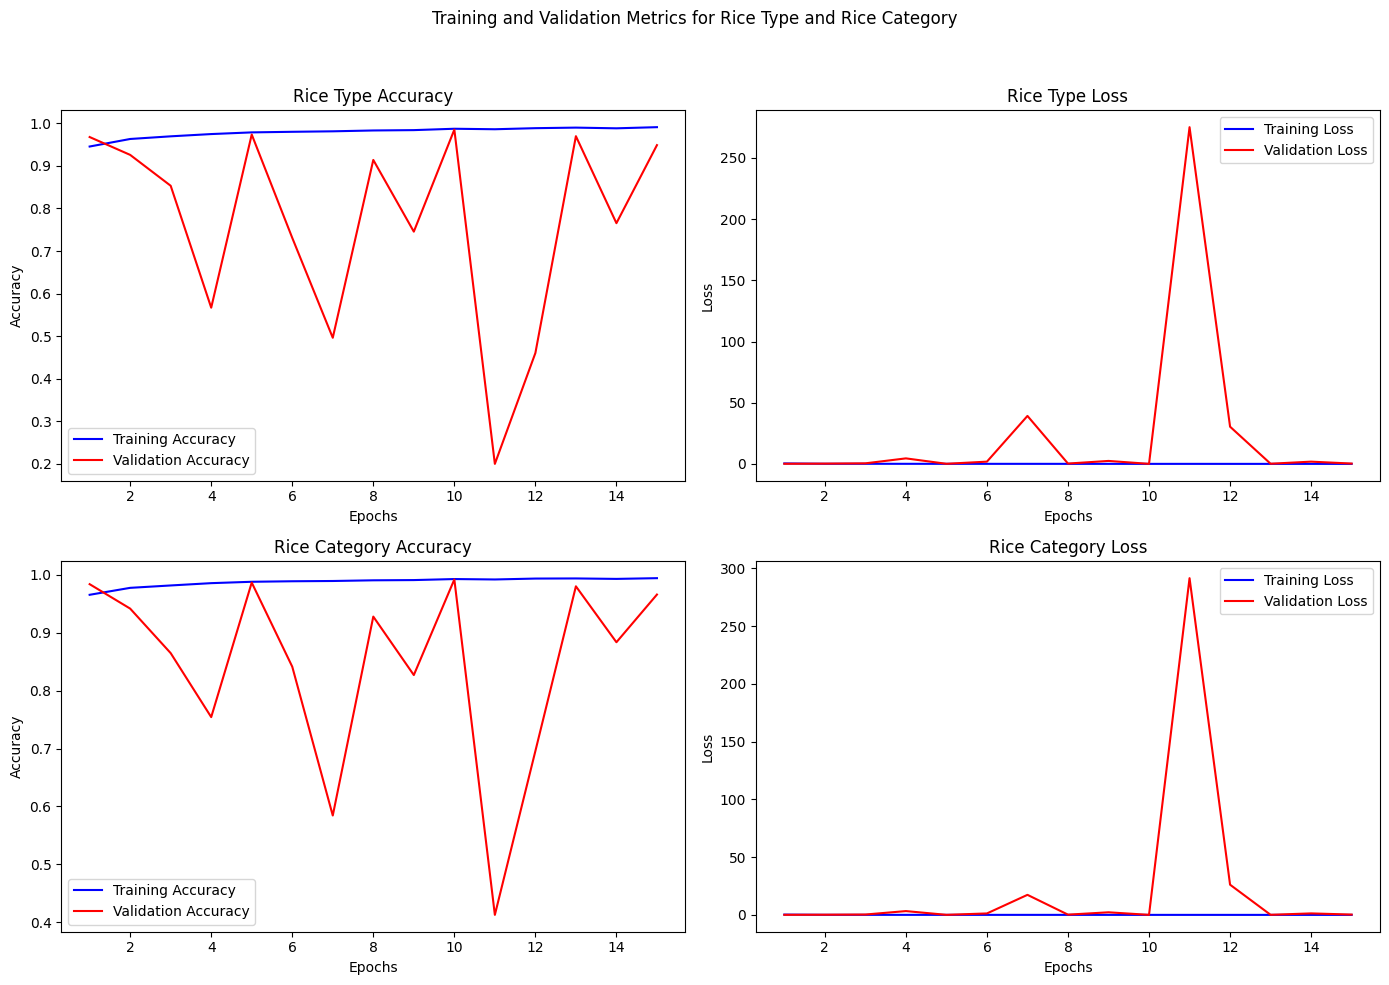 Training and Validation Metrics for Rice Type and Rice Category
Rice Type Accuracy
Accuracy
1.0
0.9
0.8
0.7
0.6
0.5
0.4
0.3
0.2
Training Accuracy
Validation Accuracy
2 4 6 8 10 12 14
Epochs
Rice Type Loss
Loss
250
200
150
100
50
0
Training Loss
Validation Loss
2 4 6 8 10 12 14
Epochs
Rice Category Accuracy
Accuracy
1.0
0.9
0.8
0.7
0.6
0.5
0.4
Training Accuracy
Validation Accuracy
2 4 6 8 10 12 14
Epochs
Rice Category Loss
Loss
300
250
200
150
100
50
0
Training Loss
Validation Loss
2 4 6 8 10 12 14
Epochs